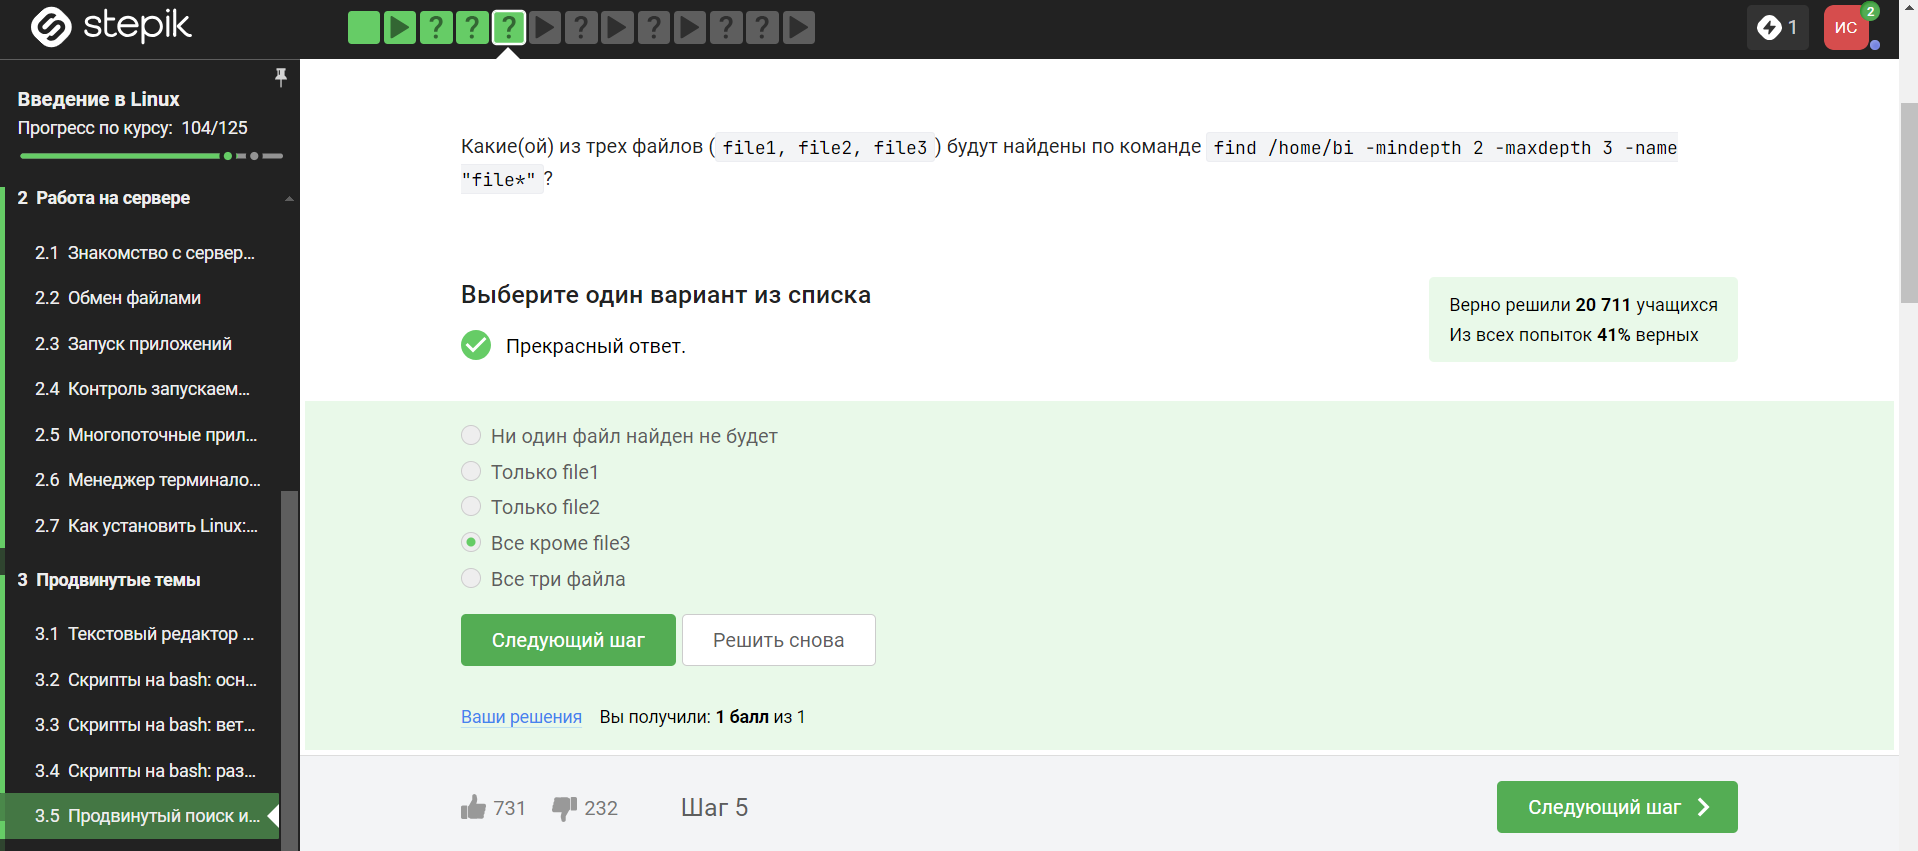 stepik
? ? ? ? ? ? ?
1
ИС
2
Введение в Linux
Прогресс по курсу: 104/125
2 Работа на сервере
2.1 Знакомство с сервер...
2.2 Обмен файлами
2.3 Запуск приложений
2.4 Контроль запускаем...
2.5 Многопоточные прил...
2.6 Менеджер терминало...
2.7 Как установить Linux:...
3 Продвинутые темы
3.1 Текстовый редактор ...
3.2 Скрипты на bash: осн...
3.3 Скрипты на bash: вет...
3.4 Скрипты на bash: раз...
3.5 Продвинутый поиск и...
Какие(ой) из трех файлов (file1, file2, file3) будут найдены по команде find /home/bi -mindepth 2 -maxdepth 3 -name
"file*"?
Выберите один вариант из списка
Прекрасный ответ.
Верно решили 20 711 учащихся
Из всех попыток 41% верных
Ни один файл найден не будет
Только file1
Только file2
Все кроме file3
Все три файла
Следующий шаг
Решить снова
Ваши решения Вы получили: 1 балл из 1
731 232 Шаг 5
Следующий шаг